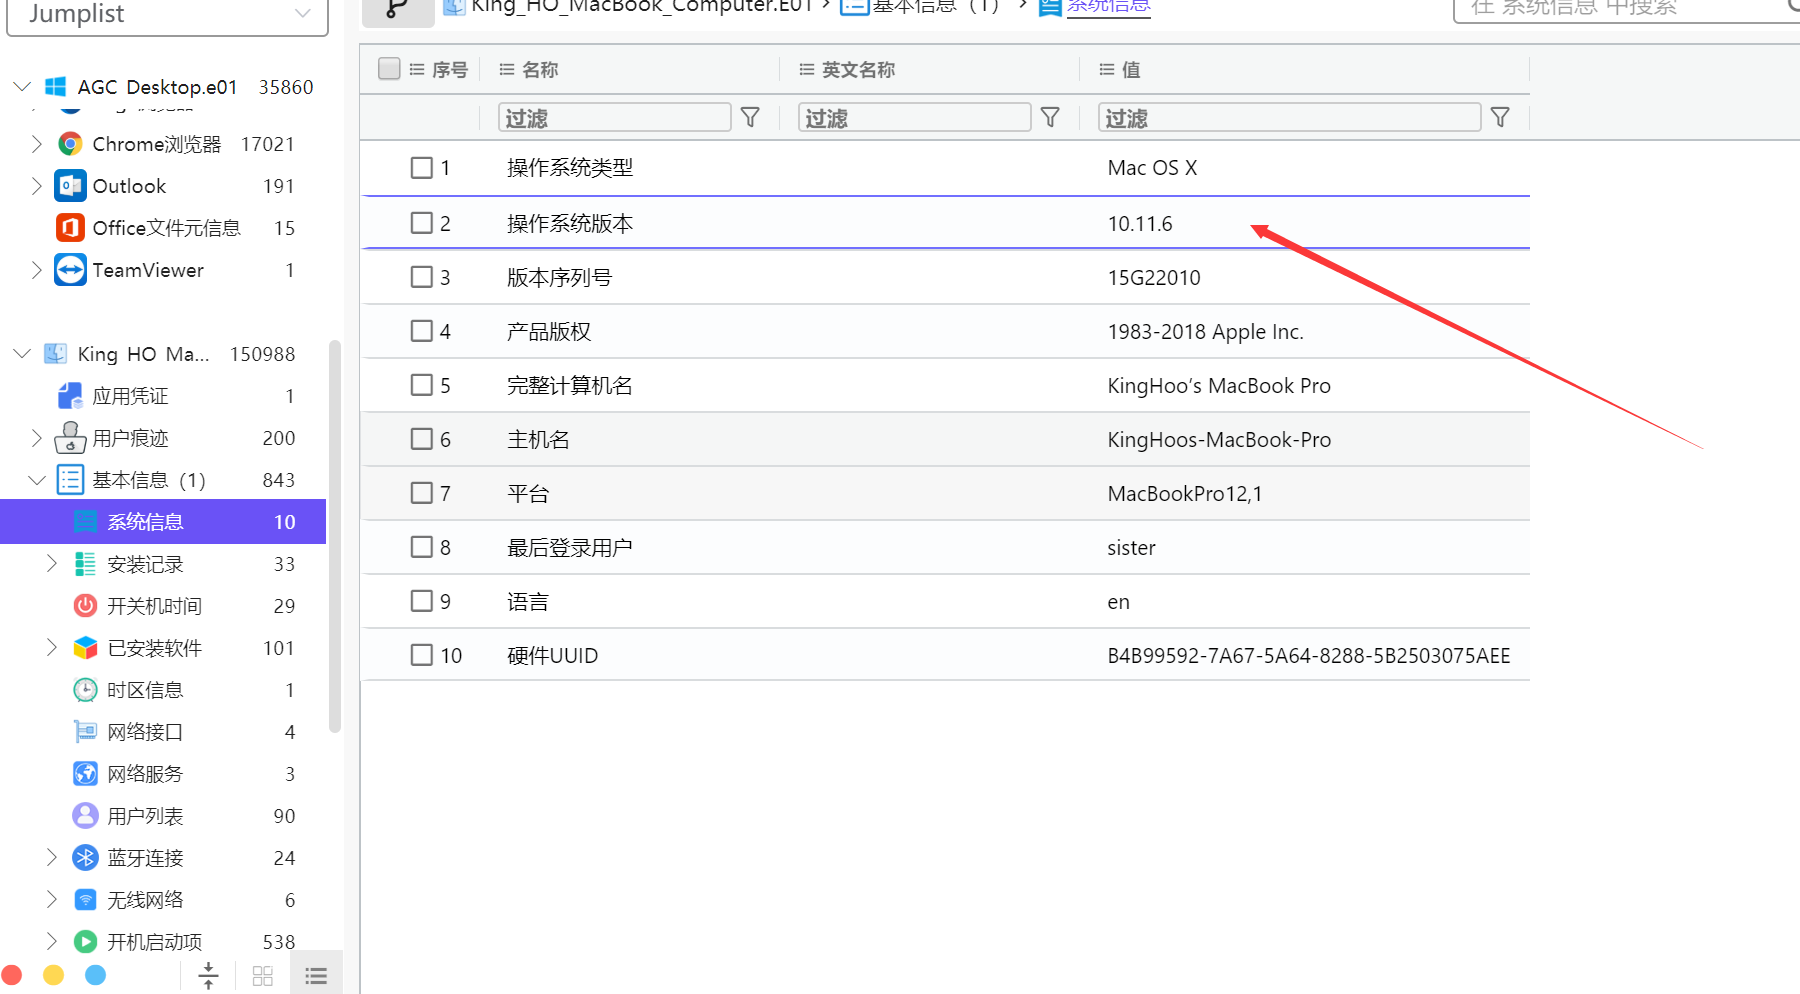 Jumplist
AGC_Desktop.e01 35860
Chrome浏览器 17021
Outlook 191
Office文件元信息 15
TeamViewer 1
King_HO_Ma... 150988
应用凭证 1
用户痕迹 200
基本信息 (1) 843
系统信息 10
安装记录 33
开关机时间 29
已安装软件 101
时区信息 1
网络接口 4
网络服务 3
用户列表 90
蓝牙连接 24
无线网络 6
开机启动项 538
King_HO_MacBook_Computer.E01 › 基本信息 (1) › 系统信息
在 系统信息 中搜索
序号 名称 英文名称 值
过滤 过滤 过滤
1 操作系统类型 Mac OS X
2 操作系统版本 10.11.6
3 版本序列号 15G22010
4 产品版权 1983-2018 Apple Inc.
5 完整计算机名 KingHoo’s MacBook Pro
6 主机名 KingHoos-MacBook-Pro
7 平台 MacBookPro12,1
8 最后登录用户 sister
9 语言 en
10 硬件UUID B4B99592-7A67-5A64-8288-5B2503075AEE